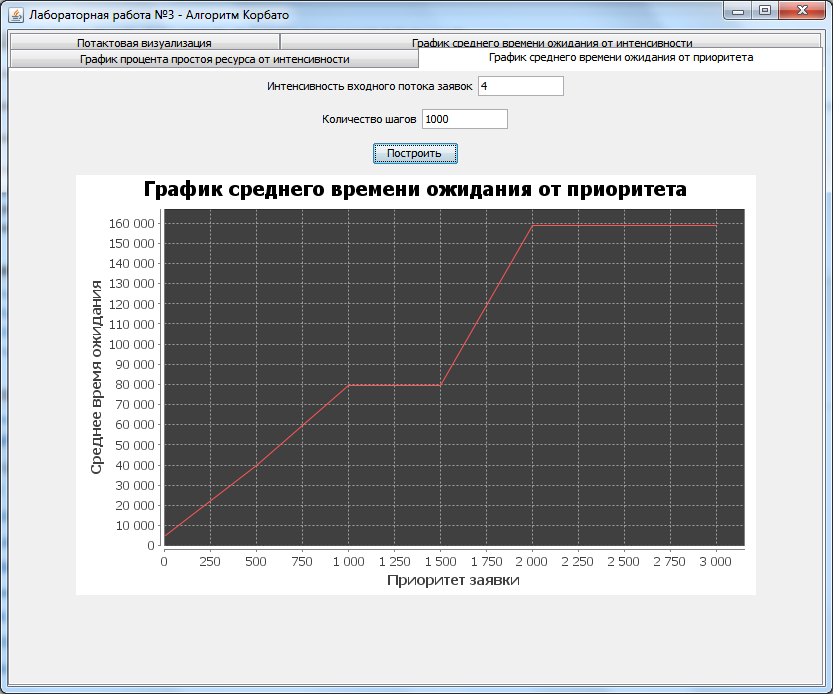 Лабораторная работа №3 - Алгоритм Корбато
Потактовая визуализация
График среднего времени ожидания от интенсивности
График процента простоя ресурса от интенсивности
График среднего времени ожидания от приоритета
Интенсивность входного потока заявок 4
Количество шагов 1000
Построить
График среднего времени ожидания от приоритета
Среднее время ожидания
160 000
150 000
140 000
130 000
120 000
110 000
100 000
90 000
80 000
70 000
60 000
50 000
40 000
30 000
20 000
10 000
0
0 250 500 750 1 000 1 250 1 500 1 750 2 000 2 250 2 500 2 750 3 000
Приоритет заявки